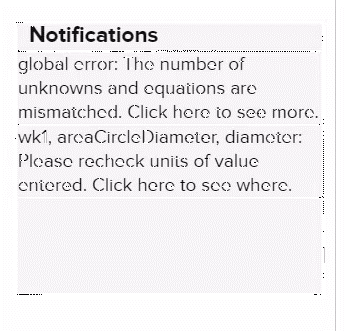 Notifications
global error: The number of
unknowns and equations are
mismatched. Click here to see more.
wk1, areaCircleDiameter, diameter:
Please recheck units of value
entered. Click here to see where.